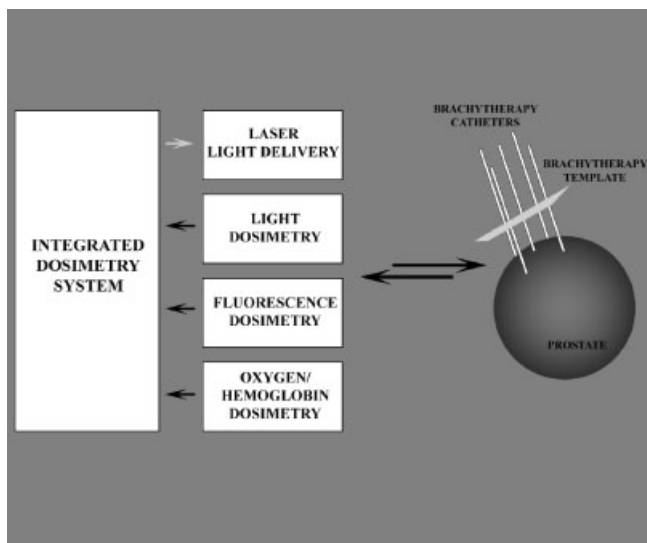 INTEGRATED
DOSIMETRY
SYSTEM
LASER
LIGHT DELIVERY
LIGHT
DOSIMETRY
FLUORESCENCE
DOSIMETRY
OXYGEN/
HEMOGLOBIN
DOSIMETRY
BRACHYTHERAPY
CATHETERS
BRACHYTHERAPY
TEMPLATE
PROSTATE